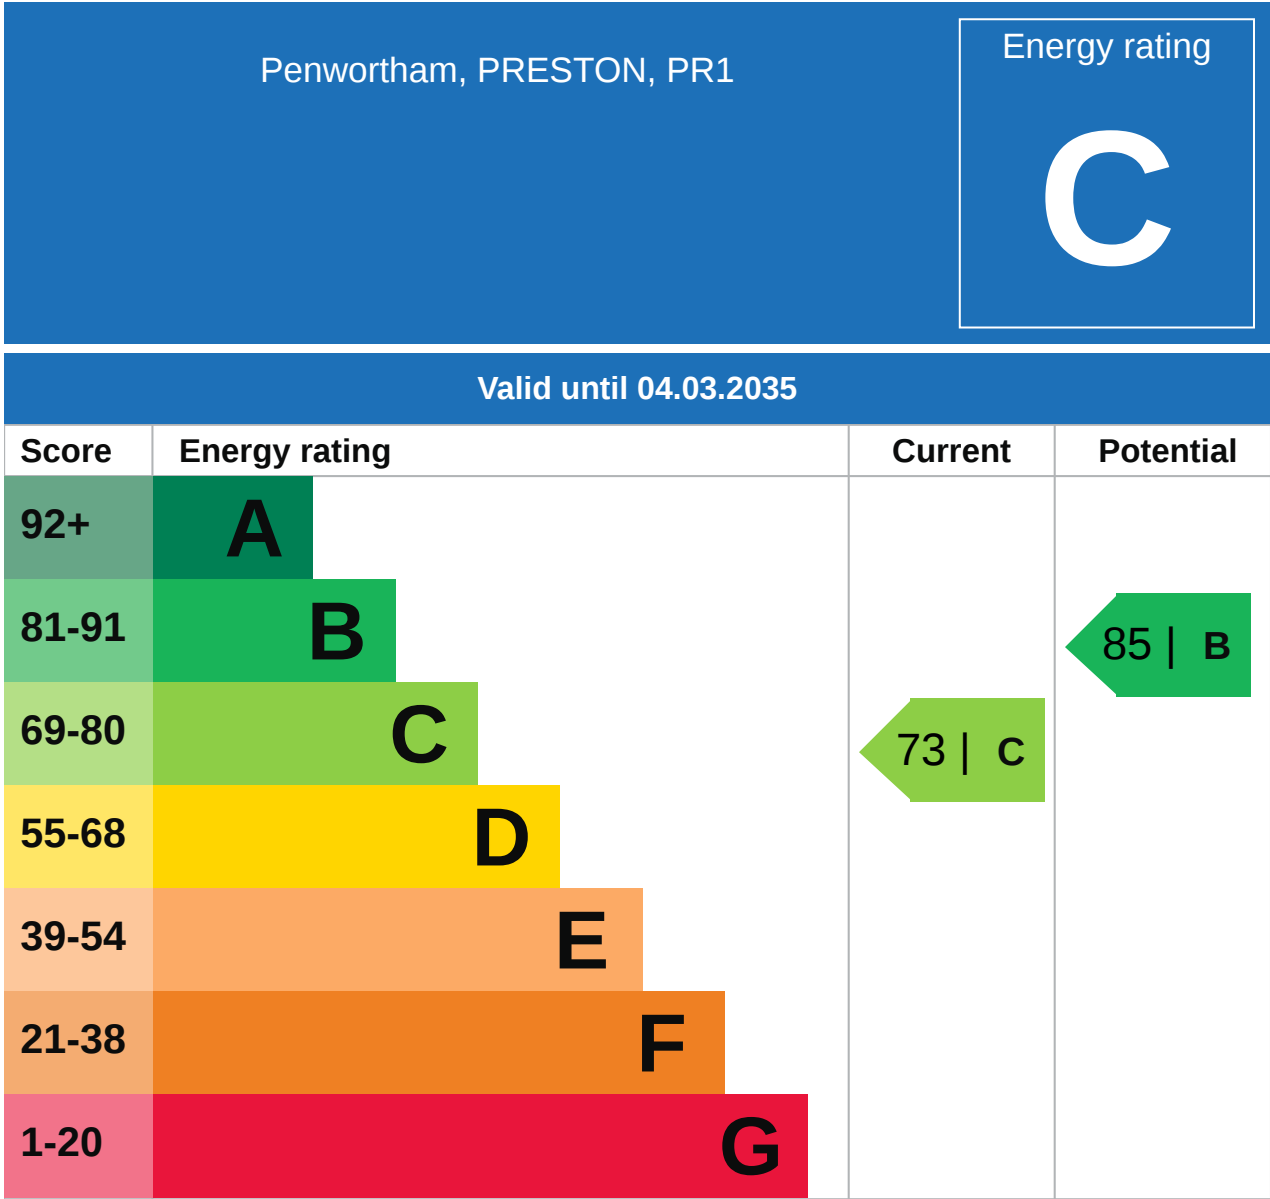 Penwortham, PRESTON, PR1
Energy rating
C
Valid until 04.03.2035
Score Energy rating Current Potential
92+ A
81-91 B 85 | B
69-80 C 73 | C
55-68 D
39-54 E
21-38 F
1-20 G